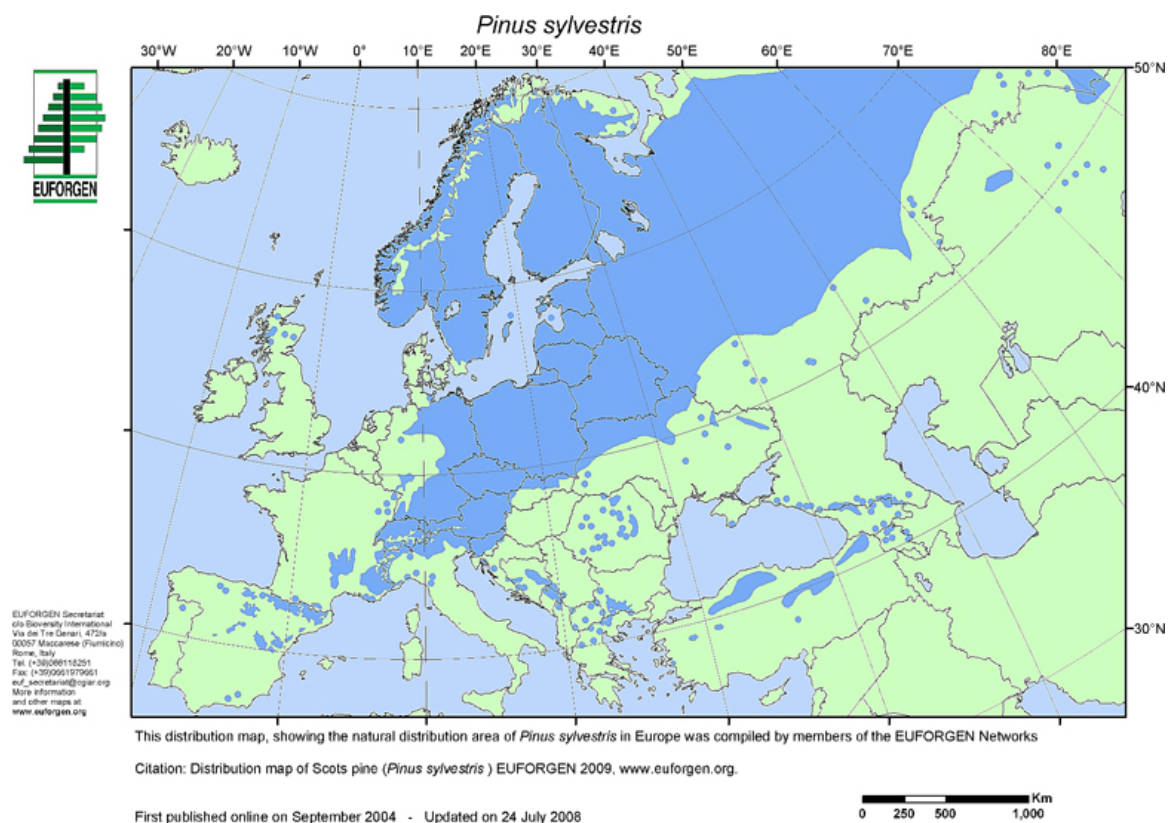 Pinus sylvestris
30°W 20°W 10°W 0° 10°E 20°E 30°E 40°E 50°E 60°E 70°E 80°E
50°N
EUFORGEN
40°N
30°N
EUFORGEN Secretariat
c/o Bioversity International
Via dei Tre Denari, 472/a
00057 Maccarese (Fiumicino)
Rome, Italy
Tel. (+39)066118251
Fax: (+39)0661979661
euf_secretariat@cgiar.org
More information
and other maps at
www.euforgen.org
This distribution map, showing the natural distribution area of Pinus sylvestris in Europe was compiled by members of the EUFORGEN Networks
Citation: Distribution map of Scots pine (Pinus sylvestris ) EUFORGEN 2009, www.euforgen.org.
First published online on September 2004 - Updated on 24 July 2008
Km
0 250 500 1,000